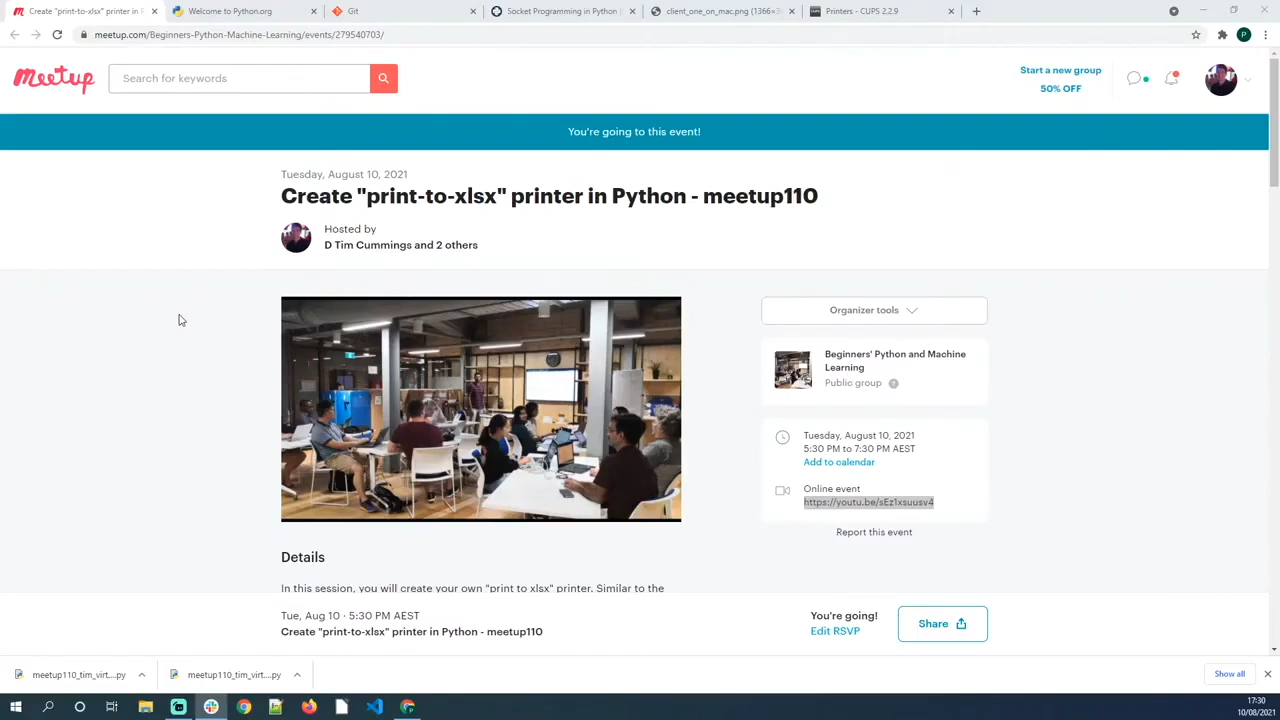 Create "print-to-xlsx" printer in P
Welcome to Python.org
Git
Socket Programming in Python
client_one_on_mac.png (1366×
Printers - CUPS 2.2.9
meetup.com/Beginners-Python-Machine-Learning/events/279540703/
P
meetup
Search for keywords
Start a new group
50% OFF
You're going to this event!
Tuesday, August 10, 2021
Create "print-to-xlsx" printer in Python - meetup110
Hosted by
D Tim Cummings and 2 others
Organizer tools
Beginners' Python and Machine
Learning
Public group
Tuesday, August 10, 2021
5:30 PM to 7:30 PM AEST
Add to calendar
Online event
https://youtu.be/sEz1xsuusv4
Report this event
Details
In this session, you will create your own "print to xlsx" printer. Similar to the
Tue, Aug 10 · 5:30 PM AEST
Create "print-to-xlsx" printer in Python - meetup110
You're going!
Edit RSVP
Share
meetup110_tim_virt....py
meetup110_tim_virt....py
Show all
17:30
10/08/2021